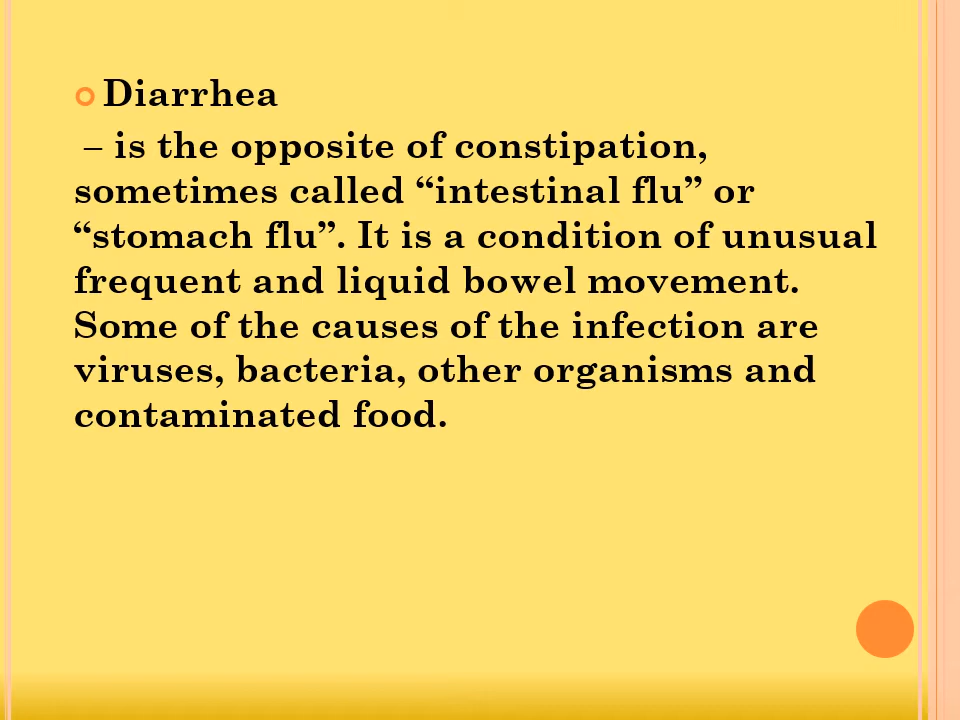 Diarrhea
– is the opposite of constipation,
sometimes called “intestinal flu” or
“stomach flu”. It is a condition of unusual
frequent and liquid bowel movement.
Some of the causes of the infection are
viruses, bacteria, other organisms and
contaminated food.